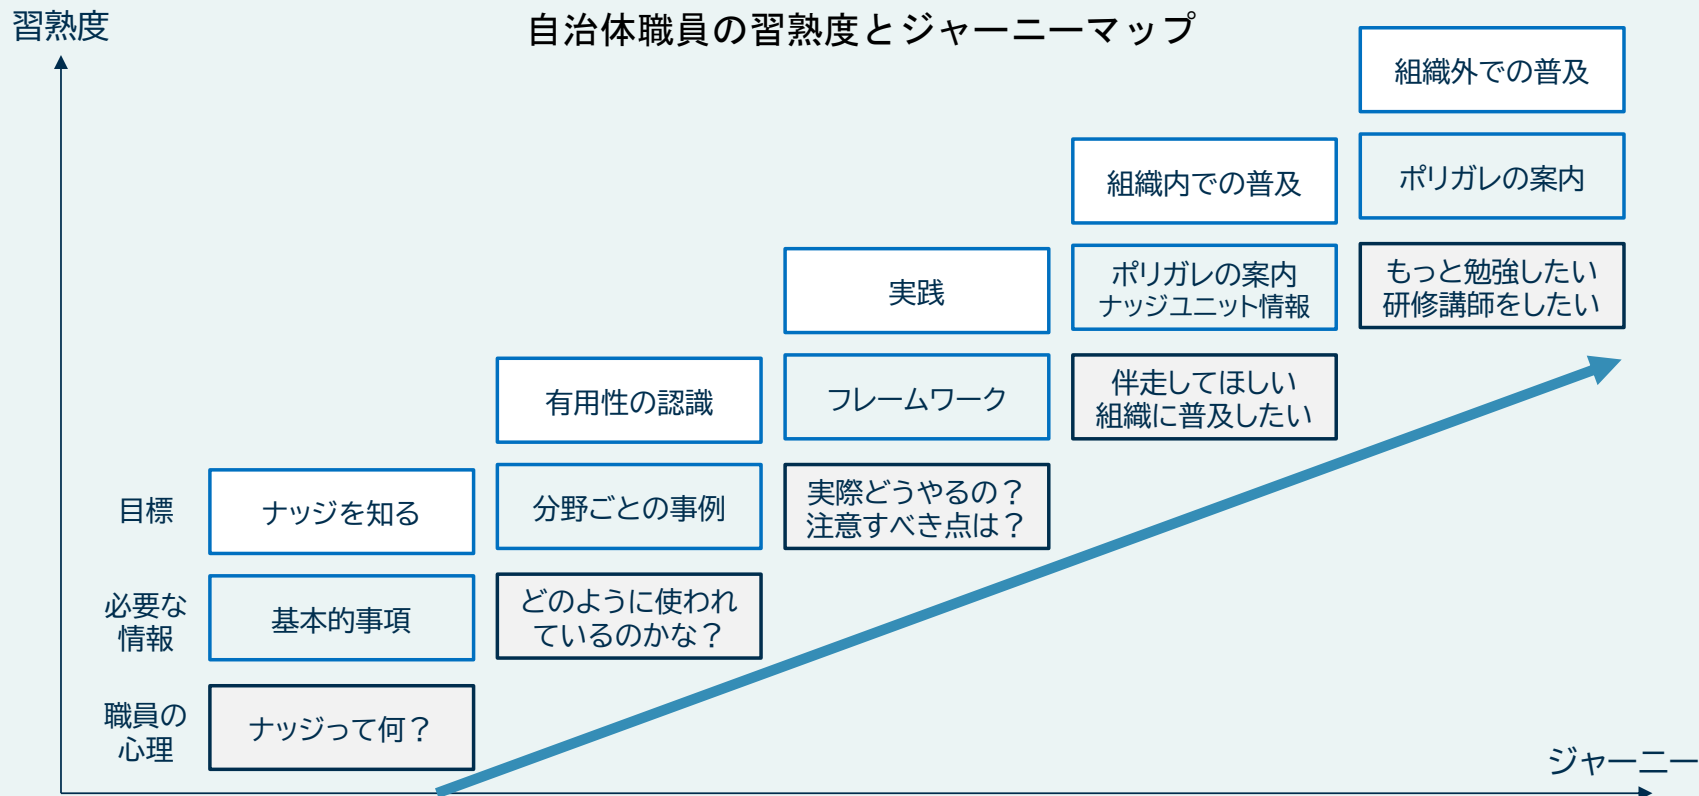 習熟度
自治体職員の習熟度とジャーニーマップ
組織外での普及
ポリガレの案内
もっと勉強したい
研修講師をしたい
組織内での普及
ポリガレの案内
ナッジユニット情報
伴走してほしい
組織に普及したい
実践
フレームワーク
実際どうやるの？
注意すべき点は？
有用性の認識
分野ごとの事例
どのように使われ
ているのかな？
目標
ナッジを知る
必要な
情報
基本的事項
職員の
心理
ナッジって何？
ジャーニー